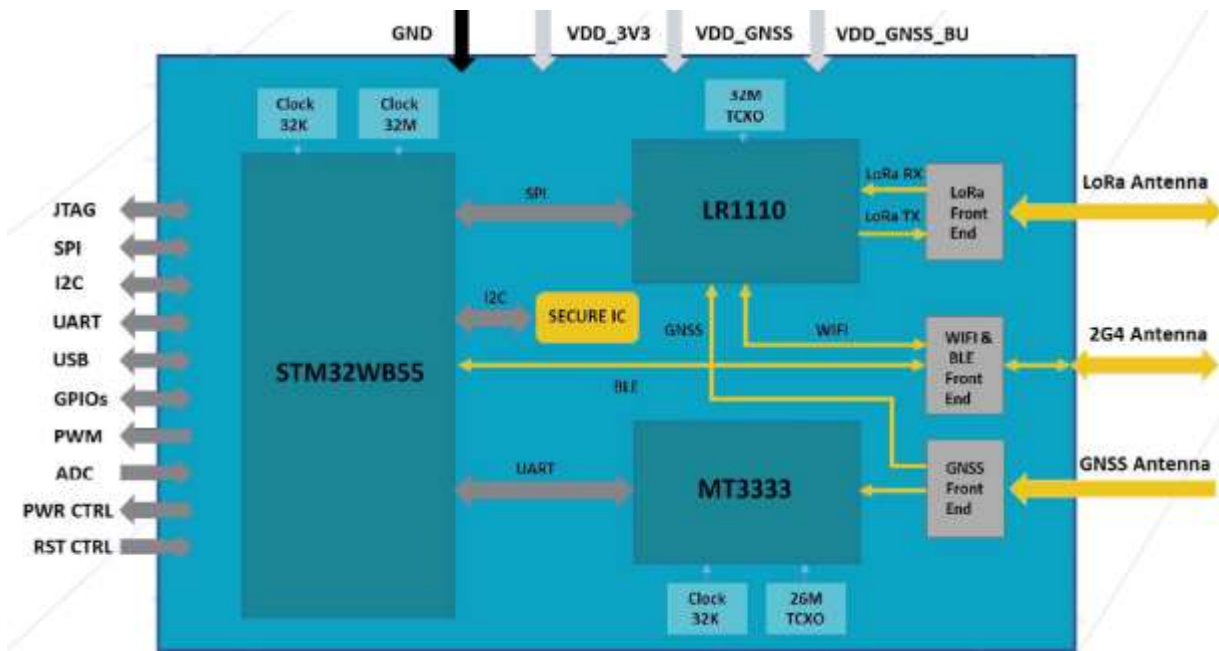 GND
VDD_3V3
VDD_GNSS
VDD_GNSS_BU
Clock
32K
Clock
32M
32M
TCXO
JTAG
SPI
I2C
UART
USB
GPIOs
PWM
ADC
PWR CTRL
RST CTRL
STM32WB55
SPI
I2C
SECURE IC
BLE
UART
LR1110
LoRa RX
LoRa TX
LoRa
Front
End
LoRa Antenna
GNSS
WIFI
WIFI &
BLE
Front
End
2G4 Antenna
MT3333
GNSS
Front
End
GNSS Antenna
Clock
32K
26M
TCXO